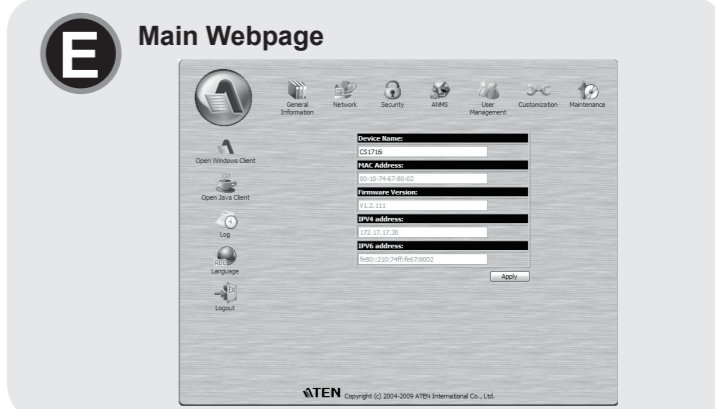 E
Main Webpage
General Information
Network
Security
ANMS
User Management
Customization
Maintenance
Open Windows Client
Open Java Client
Log
ABC
Language
Exit
Logout
Device Name:
CS1716i
MAC Address:
00-10-74-67-80-02
Firmware Version:
V1.2.111
IPV4 address:
172.17.17.30
IPV6 address:
fe80::210:74ff:fe67:8002
Apply
ATEN Copyright (c) 2004-2009 ATEN International Co., Ltd.